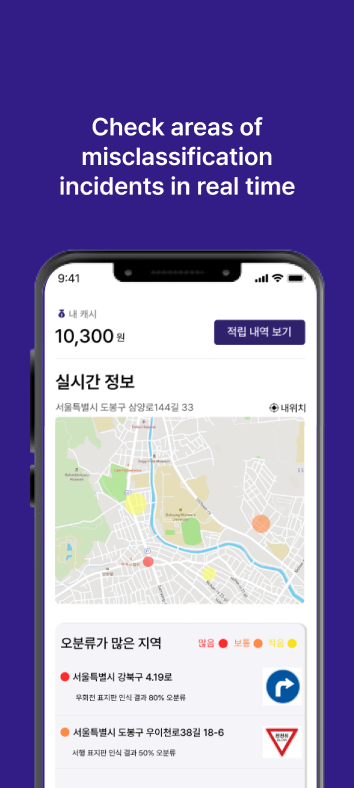 Check areas of
misclassification
incidents in real time
9:41
내 캐시
10,300 원
적립 내역 보기
실시간 정보
서울특별시 도봉구 삼양로144길 33
내위치
오분류가 많은 지역
많음
보통
적음
서울특별시 강북구 4.19로
우회전 표지판 인식 결과 80% 오분류
서울특별시 도봉구 우이천로38길 18-6
서행 표지판 인식 결과 50% 오분류